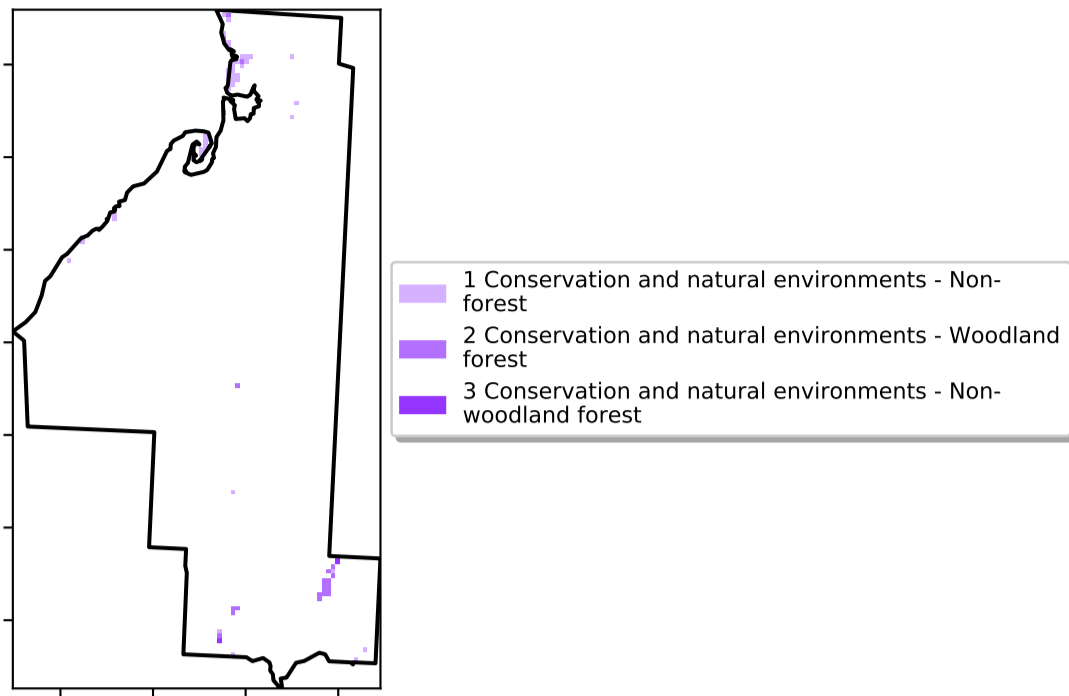 1 Conservation and natural environments - Non-
forest
2 Conservation and natural environments - Woodland
forest
3 Conservation and natural environments - Non-
woodland forest